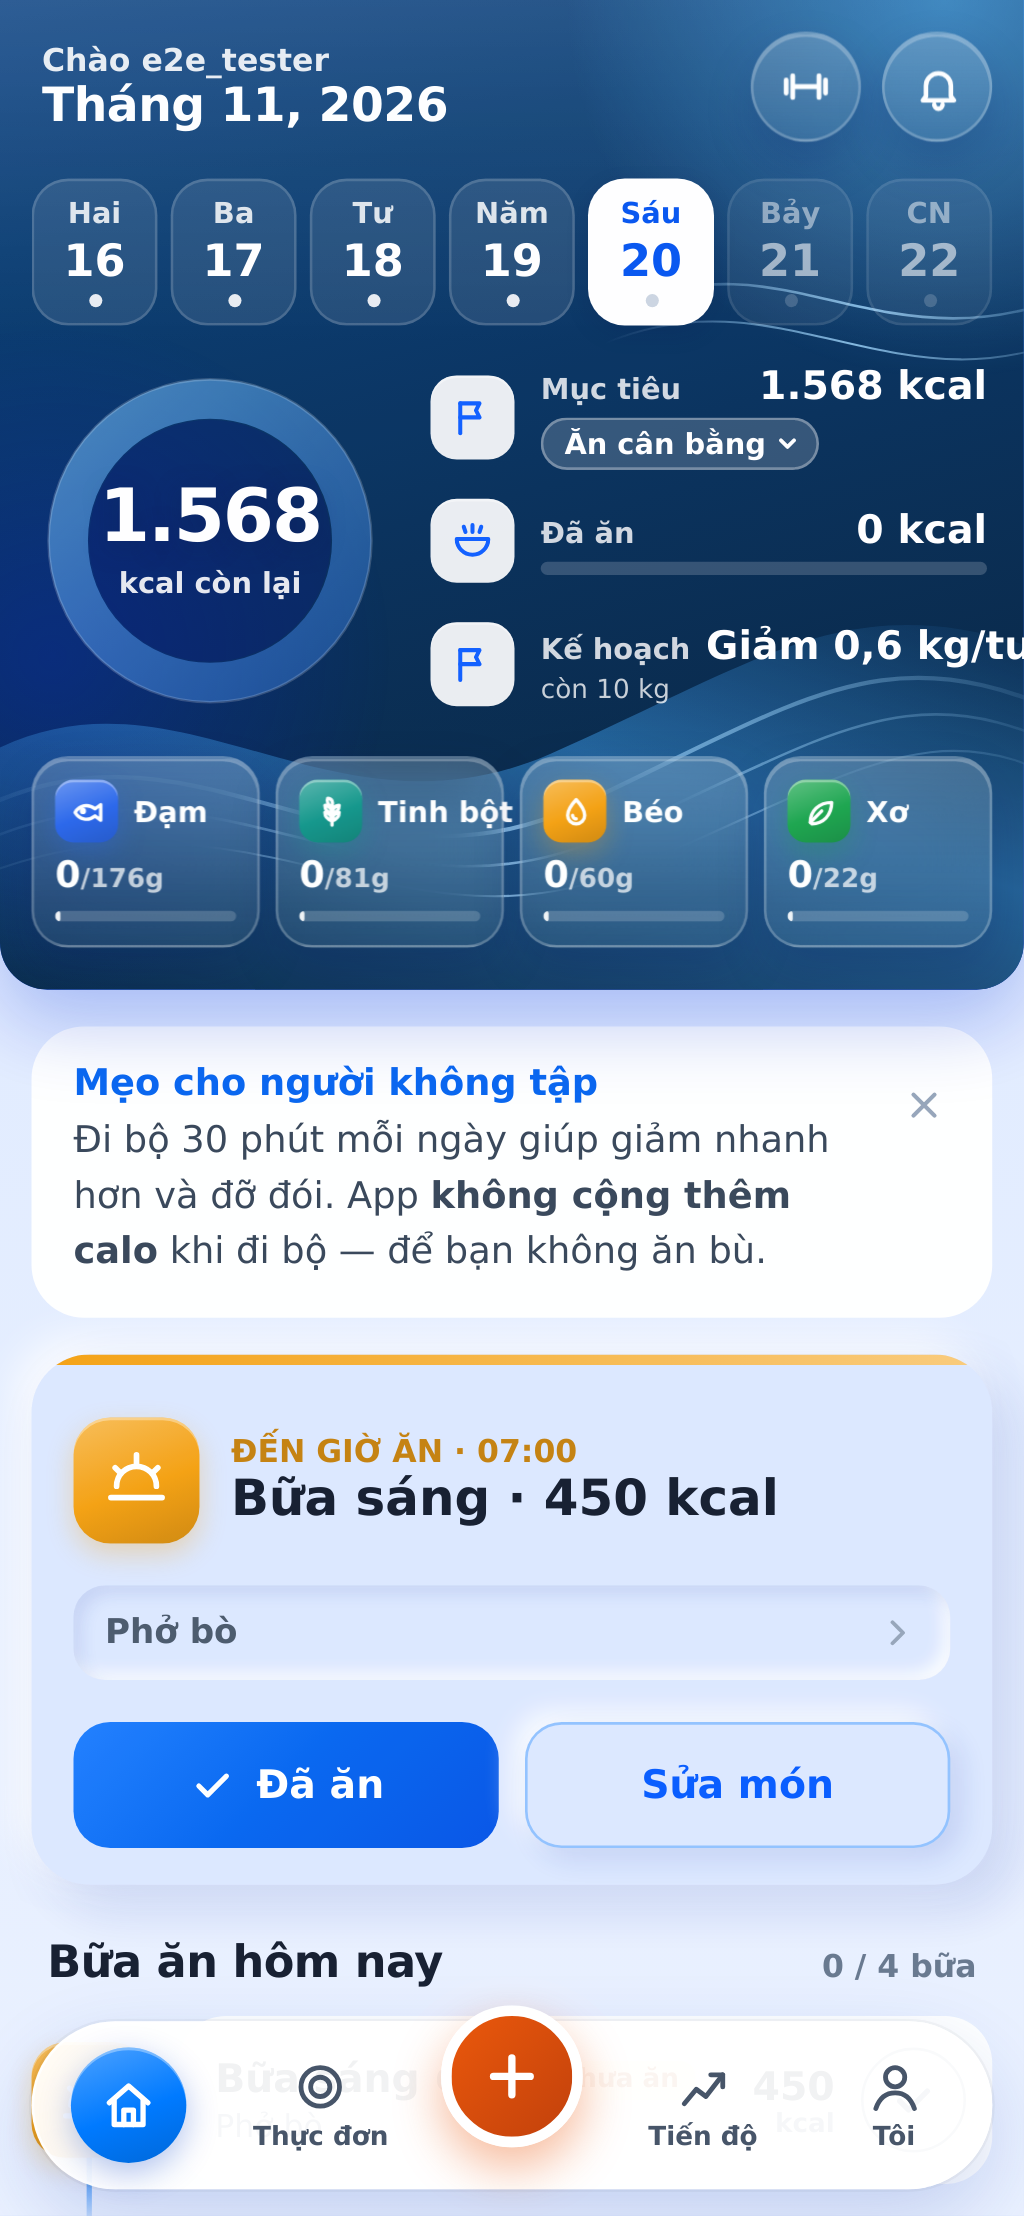 Chào e2e_tester
Tháng 11, 2026
Hai Ba Tư Năm Sáu Bảy CN
16 17 18 19 20 21 22
Mục tiêu 1.568 kcal
Ăn cân bằng
1.568
kcal còn lại
Đã ăn 0 kcal
Kế hoạch Giảm 0,6 kg/tu
còn 10 kg
Đạm Tinh bột Béo Xơ
0/176g 0/81g 0/60g 0/22g
Mẹo cho người không tập
Đi bộ 30 phút mỗi ngày giúp giảm nhanh
hơn và đỡ đói. App không cộng thêm
calo khi đi bộ — để bạn không ăn bù.
ĐẾN GIỜ ĂN · 07:00
Bữa sáng · 450 kcal
Phở bò
Đã ăn Sửa món
Bữa ăn hôm nay 0 / 4 bữa
Bữa sáng 450
Phở bò kcal
Thực đơn Tiến độ Tôi